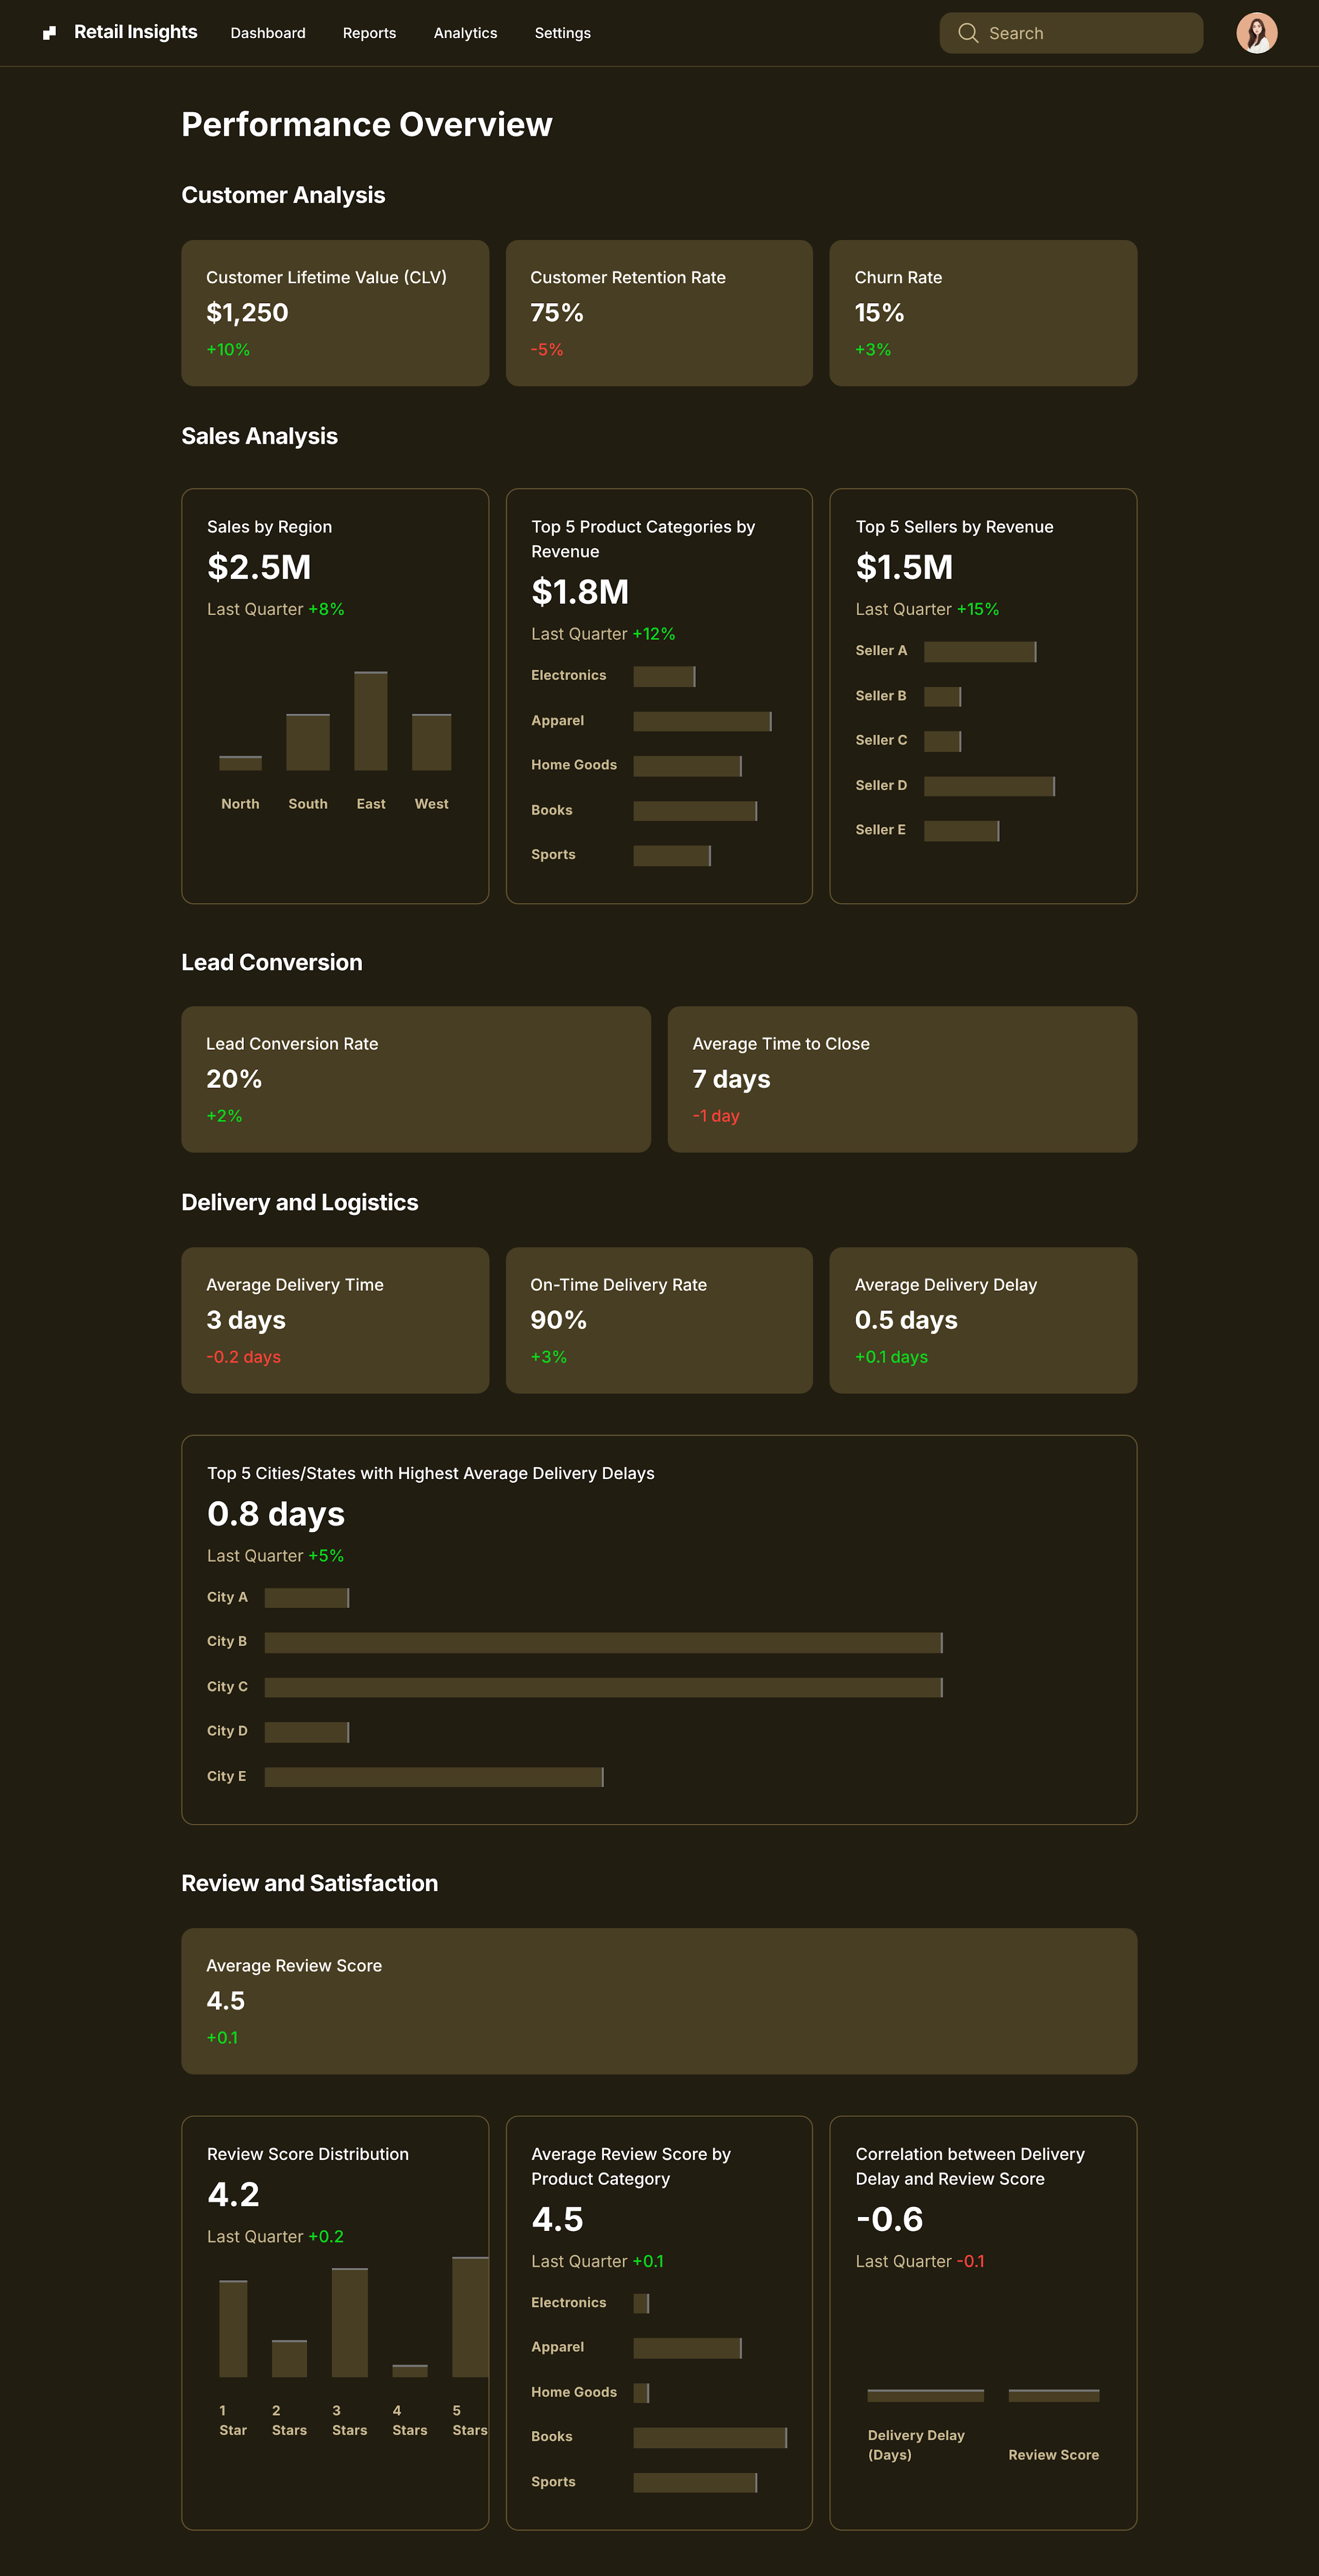 Retail Insights
Dashboard
Reports
Analytics
Settings
Search
Performance Overview
Customer Analysis
Customer Lifetime Value (CLV)
$1,250
+10%
Customer Retention Rate
75%
-5%
Churn Rate
15%
+3%
Sales Analysis
Sales by Region
$2.5M
Last Quarter +8%
North
South
East
West
Top 5 Product Categories by
Revenue
$1.8M
Last Quarter +12%
Electronics
Apparel
Home Goods
Books
Sports
Top 5 Sellers by Revenue
$1.5M
Last Quarter +15%
Seller A
Seller B
Seller C
Seller D
Seller E
Lead Conversion
Lead Conversion Rate
20%
+2%
Average Time to Close
7 days
-1 day
Delivery and Logistics
Average Delivery Time
3 days
-0.2 days
On-Time Delivery Rate
90%
+3%
Average Delivery Delay
0.5 days
+0.1 days
Top 5 Cities/States with Highest Average Delivery Delays
0.8 days
Last Quarter +5%
City A
City B
City C
City D
City E
Review and Satisfaction
Average Review Score
4.5
+0.1
Review Score Distribution
4.2
Last Quarter +0.2
1
Star
2
Stars
3
Stars
4
Stars
5
Stars
Average Review Score by
Product Category
4.5
Last Quarter +0.1
Electronics
Apparel
Home Goods
Books
Sports
Correlation between Delivery
Delay and Review Score
-0.6
Last Quarter -0.1
Delivery Delay
(Days)
Review Score